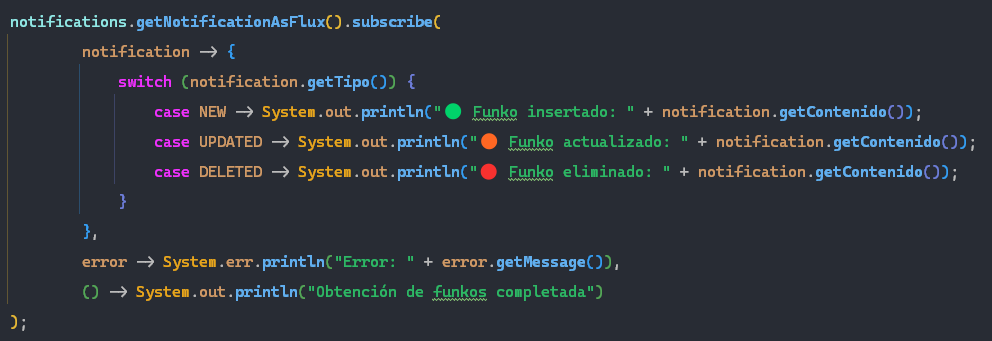 notifications.getNotificationAsFlux().subscribe(
        notification -> {
            switch (notification.getTipo()) {
                case NEW -> System.out.println("🟢 Funko insertado: " + notification.getContenido());
                case UPDATED -> System.out.println("🟠 Funko actualizado: " + notification.getContenido());
                case DELETED -> System.out.println("🔴 Funko eliminado: " + notification.getContenido());
            }
        },
        error -> System.err.println("Error: " + error.getMessage()),
        () -> System.out.println("Obtención de funkos completada")
);